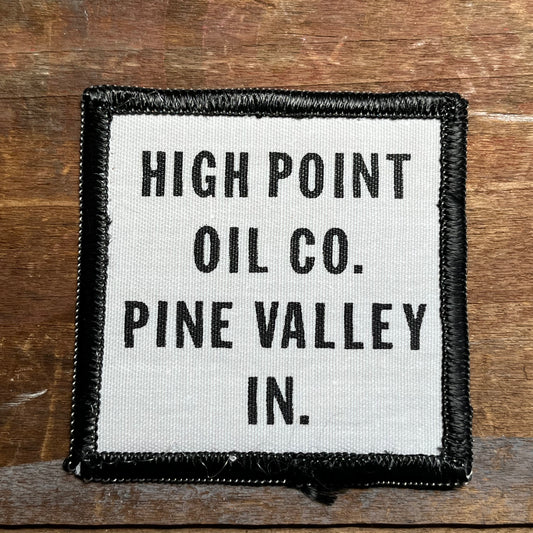 HIGH POINT
OIL CO.
PINE VALLEY
IN.